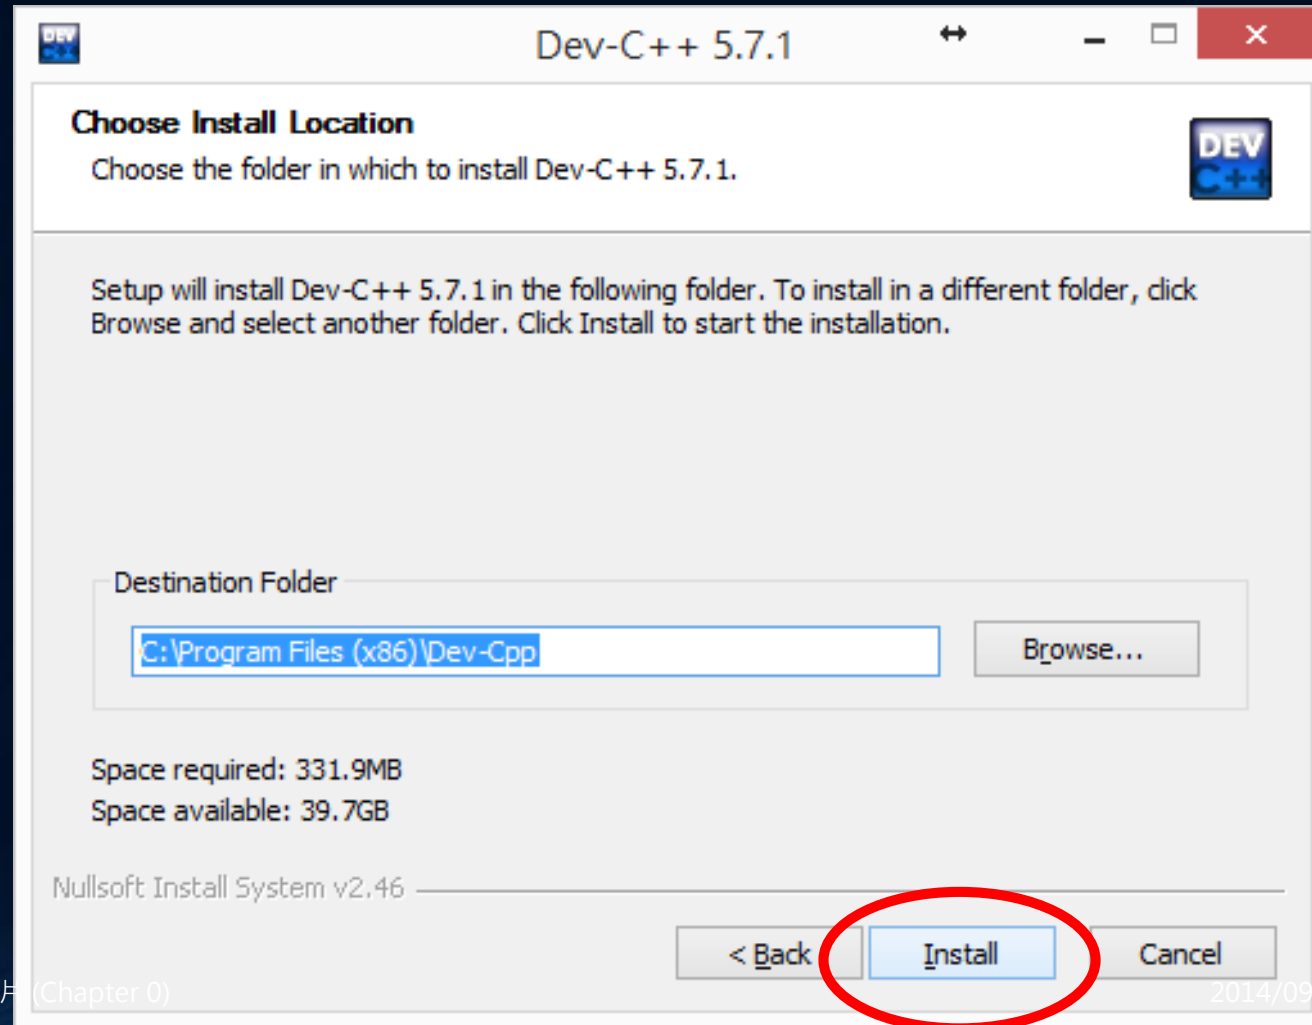 DEV
C++
Dev-C++ 5.7.1
Choose Install Location
Choose the folder in which to install Dev-C++ 5.7.1.
DEV
C++
Setup will install Dev-C++ 5.7.1 in the following folder. To install in a different folder, click
Browse and select another folder. Click Install to start the installation.
Destination Folder
C:\Program Files (x86)\Dev-Cpp
Browse...
Space required: 331.9MB
Space available: 39.7GB
Nullsoft Install System v2.46
< Back
Install
Cancel
片 (Chapter 0)
2014/09